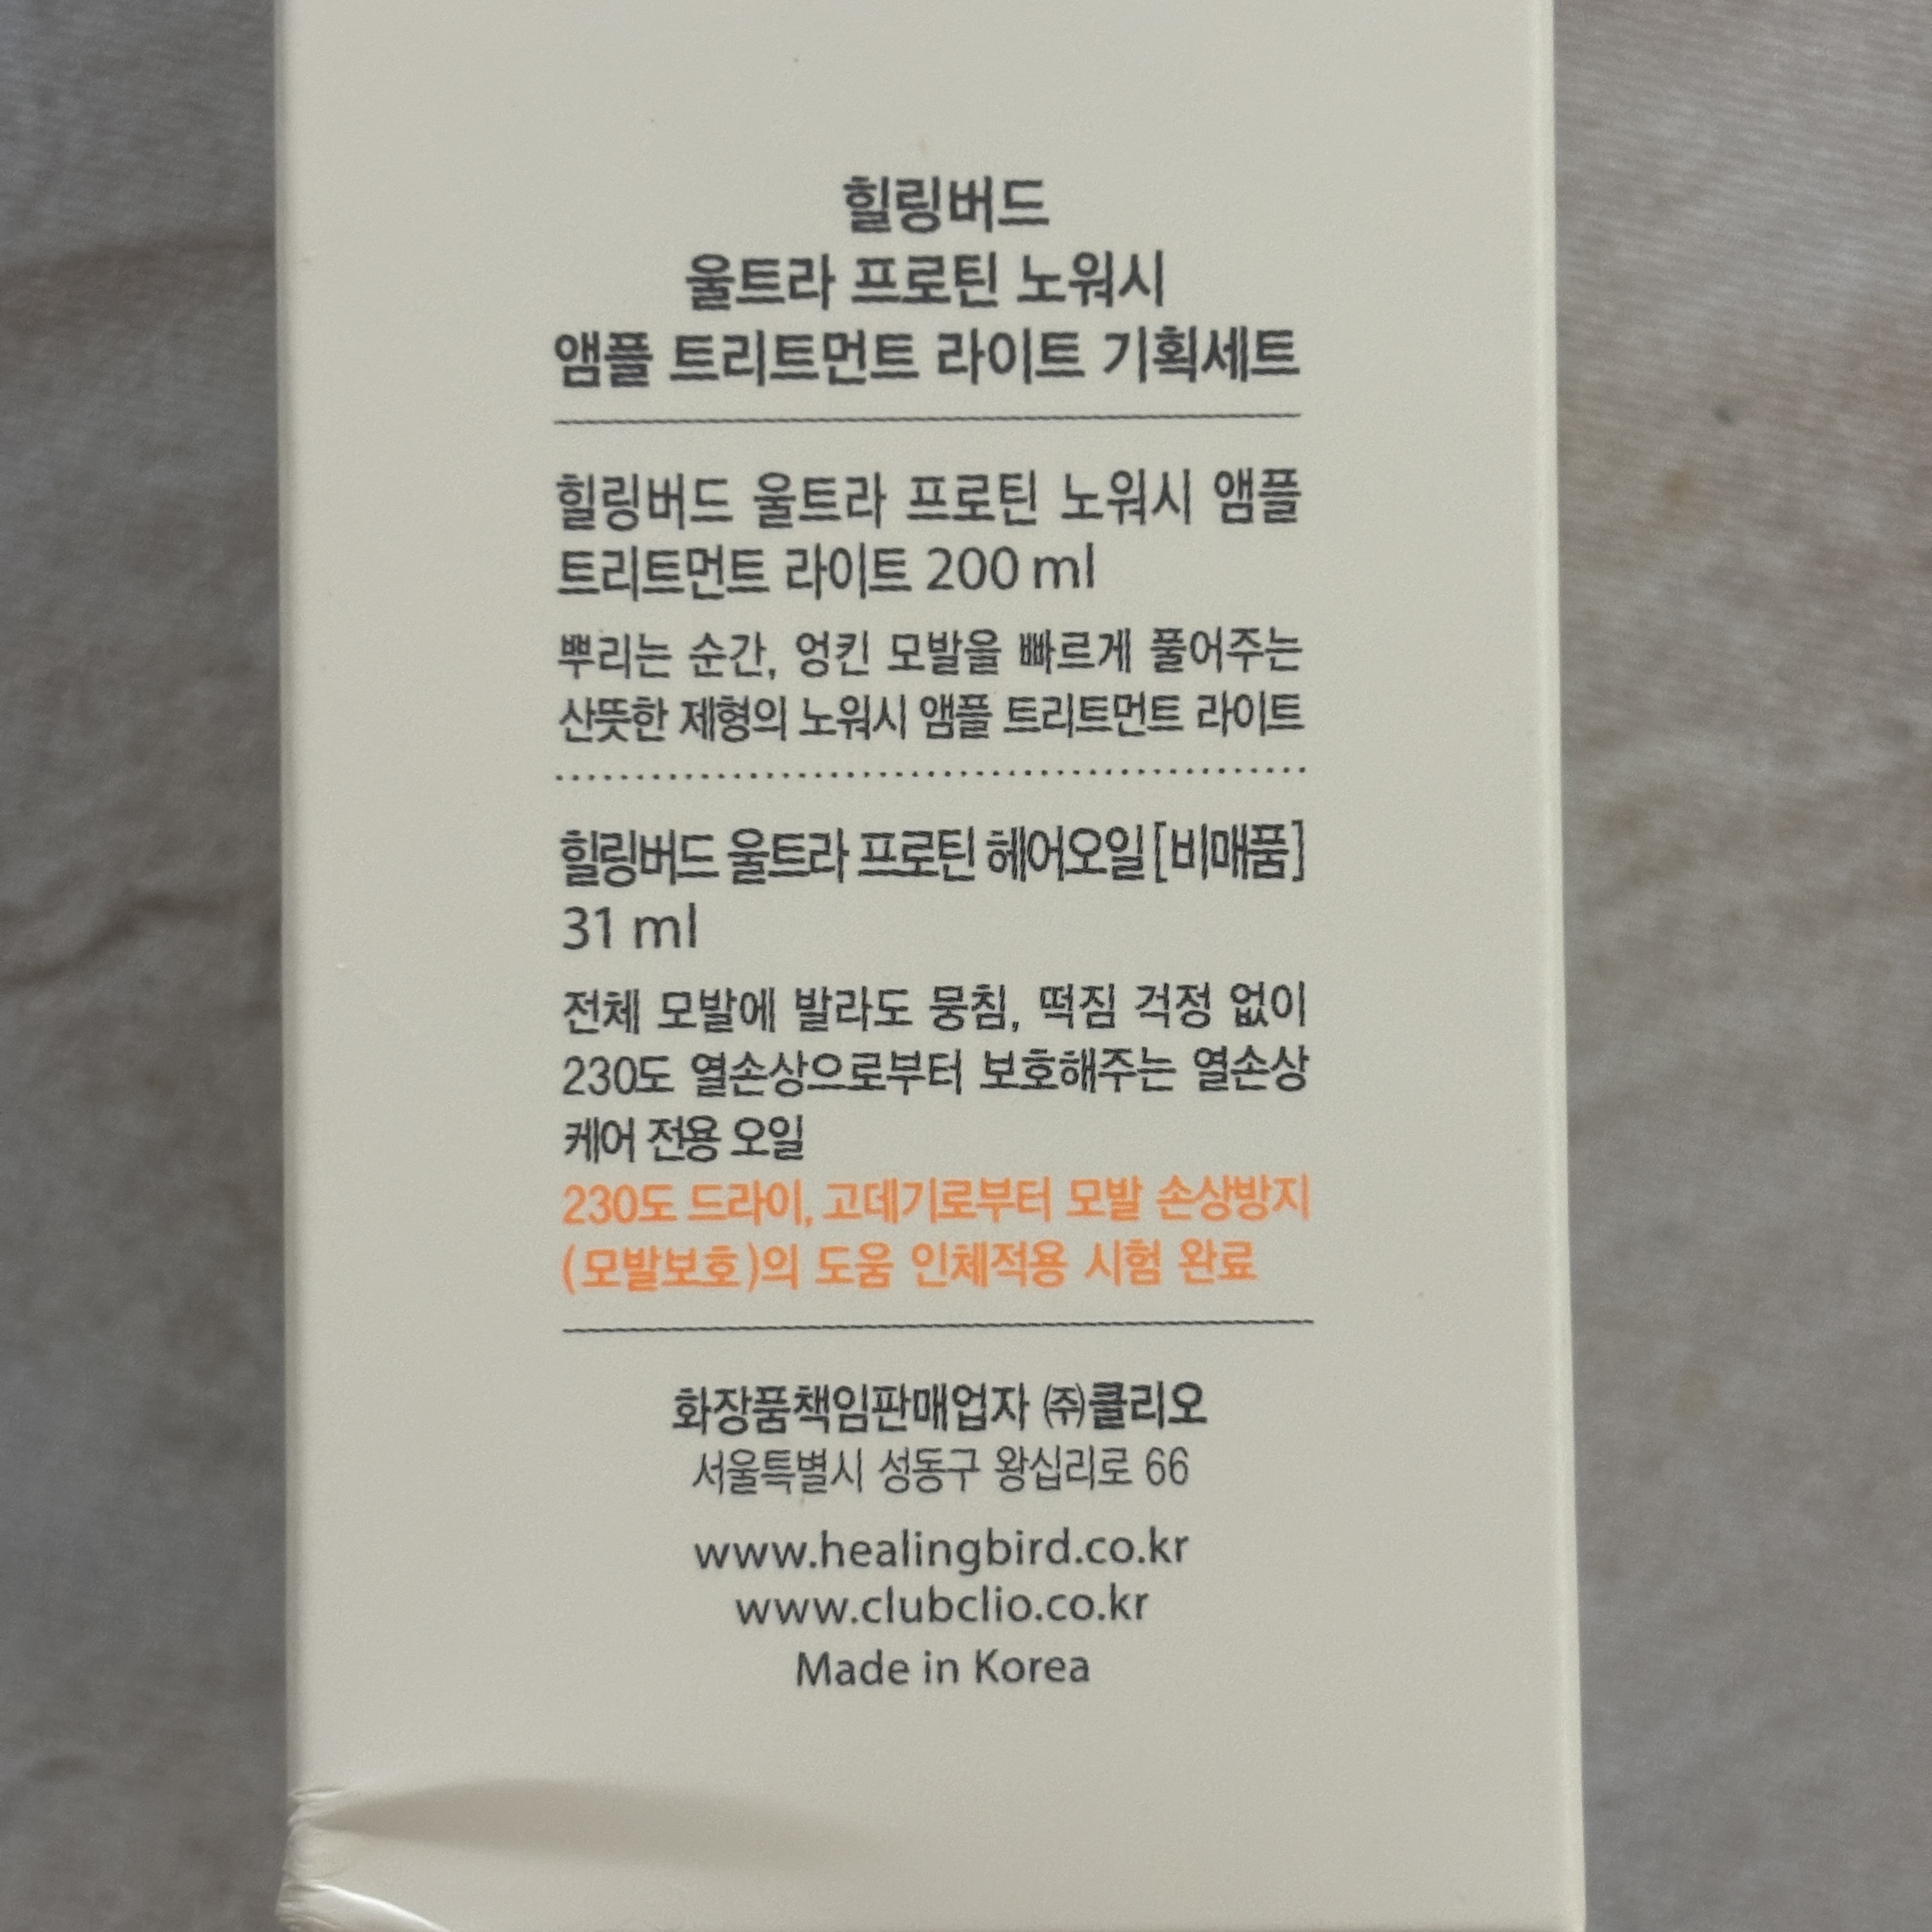 힐링버드
울트라 프로틴 노워시
앰플 트리트먼트 라이트 기획세트
힐링버드 울트라 프로틴 노워시 앰플
트리트먼트 라이트 200 ml
뿌리는 순간, 엉킨 모발을 빠르게 풀어주는
산뜻한 제형의 노워시 앰플 트리트먼트 라이트
힐링버드 울트라 프로틴 헤어오일[비매품]
31 ml
전체 모발에 발라도 뭉침, 떡짐 걱정 없이
230도 열손상으로부터 보호해주는 열손상
케어 전용 오일
230도 드라이, 고데기로부터 모발 손상방지
(모발보호)의 도움 인체적용 시험 완료
화장품책임판매업자 ㈜클리오
서울특별시 성동구 왕십리로 66
www.healingbird.co.kr
www.clubclio.co.kr
Made in Korea